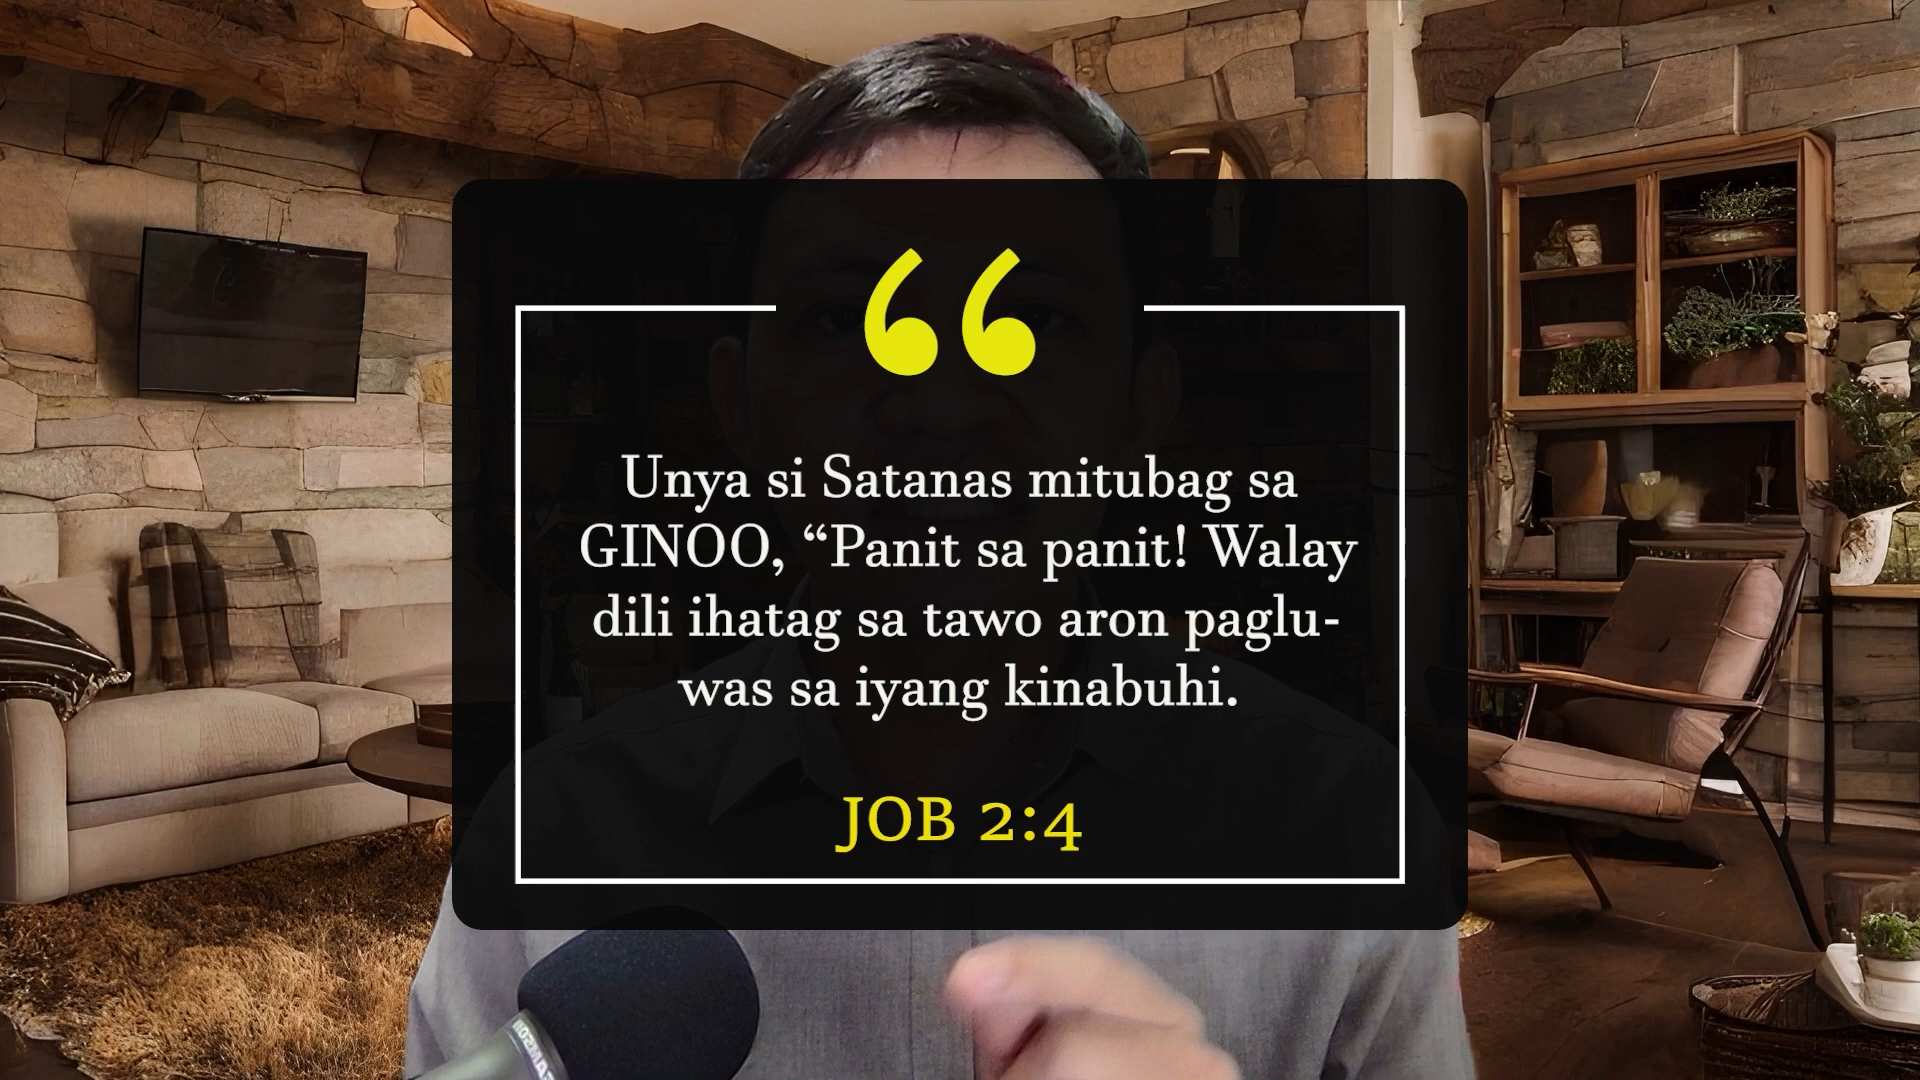 “
Unya si Satanas mitubag sa
GINOO, “Panit sa panit! Walay
dili ihatag sa tawo aron paglu-
was sa iyang kinabuhi.
JOB 2:4
SAMSON